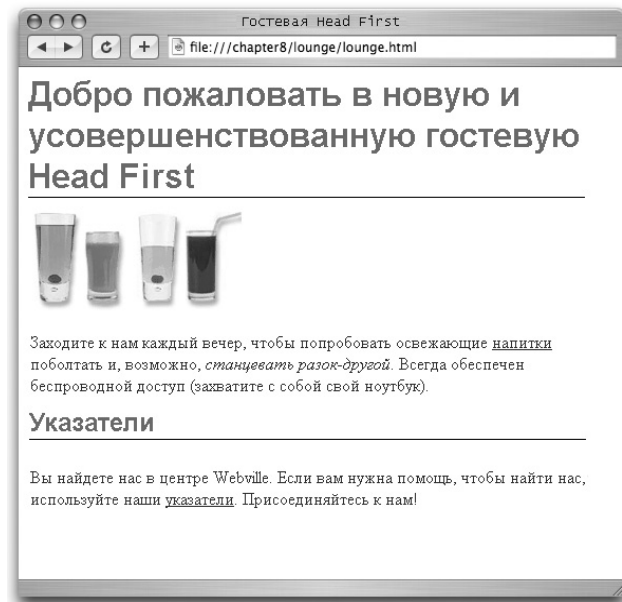 Гостевая Head First
file:///chapter8/lounge/lounge.html
Добро пожаловать в новую и
усовершенствованную гостевую
Head First
Заходите к нам каждый вечер, чтобы попробовать освежающие напитки
поболтать и, возможно, станцевать разок-другой. Всегда обеспечен
беспроводной доступ (захватите с собой свой ноутбук).
Указатели
Вы найдете нас в центре Webville. Если вам нужна помощь, чтобы найти нас,
используйте наши указатели. Присоединяйтесь к нам!